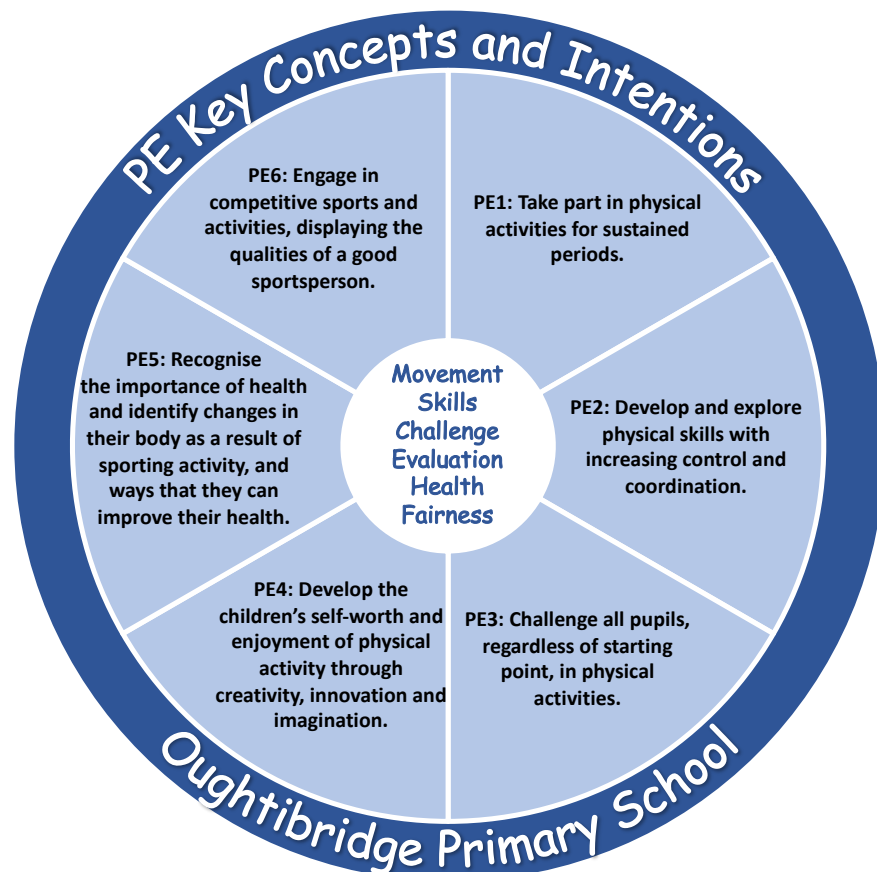 PE Key Concepts and Intentions
PE6: Engage in
competitive sports and
activities, displaying the
qualities of a good
sportsperson.
PE1: Take part in physical
activities for sustained
periods.
PE5: Recognise
the importance of health
and identify changes in
their body as a result of
sporting activity, and
ways that they can
improve their health.
Movement
Skills
Challenge
Evaluation
Health
Fairness
PE2: Develop and explore
physical skills with
increasing control and
coordination.
PE4: Develop the
children’s self-worth and
enjoyment of physical
activity through
creativity, innovation and
imagination.
PE3: Challenge all pupils,
regardless of starting
point, in physical
activities.
Oughtibridge Primary School